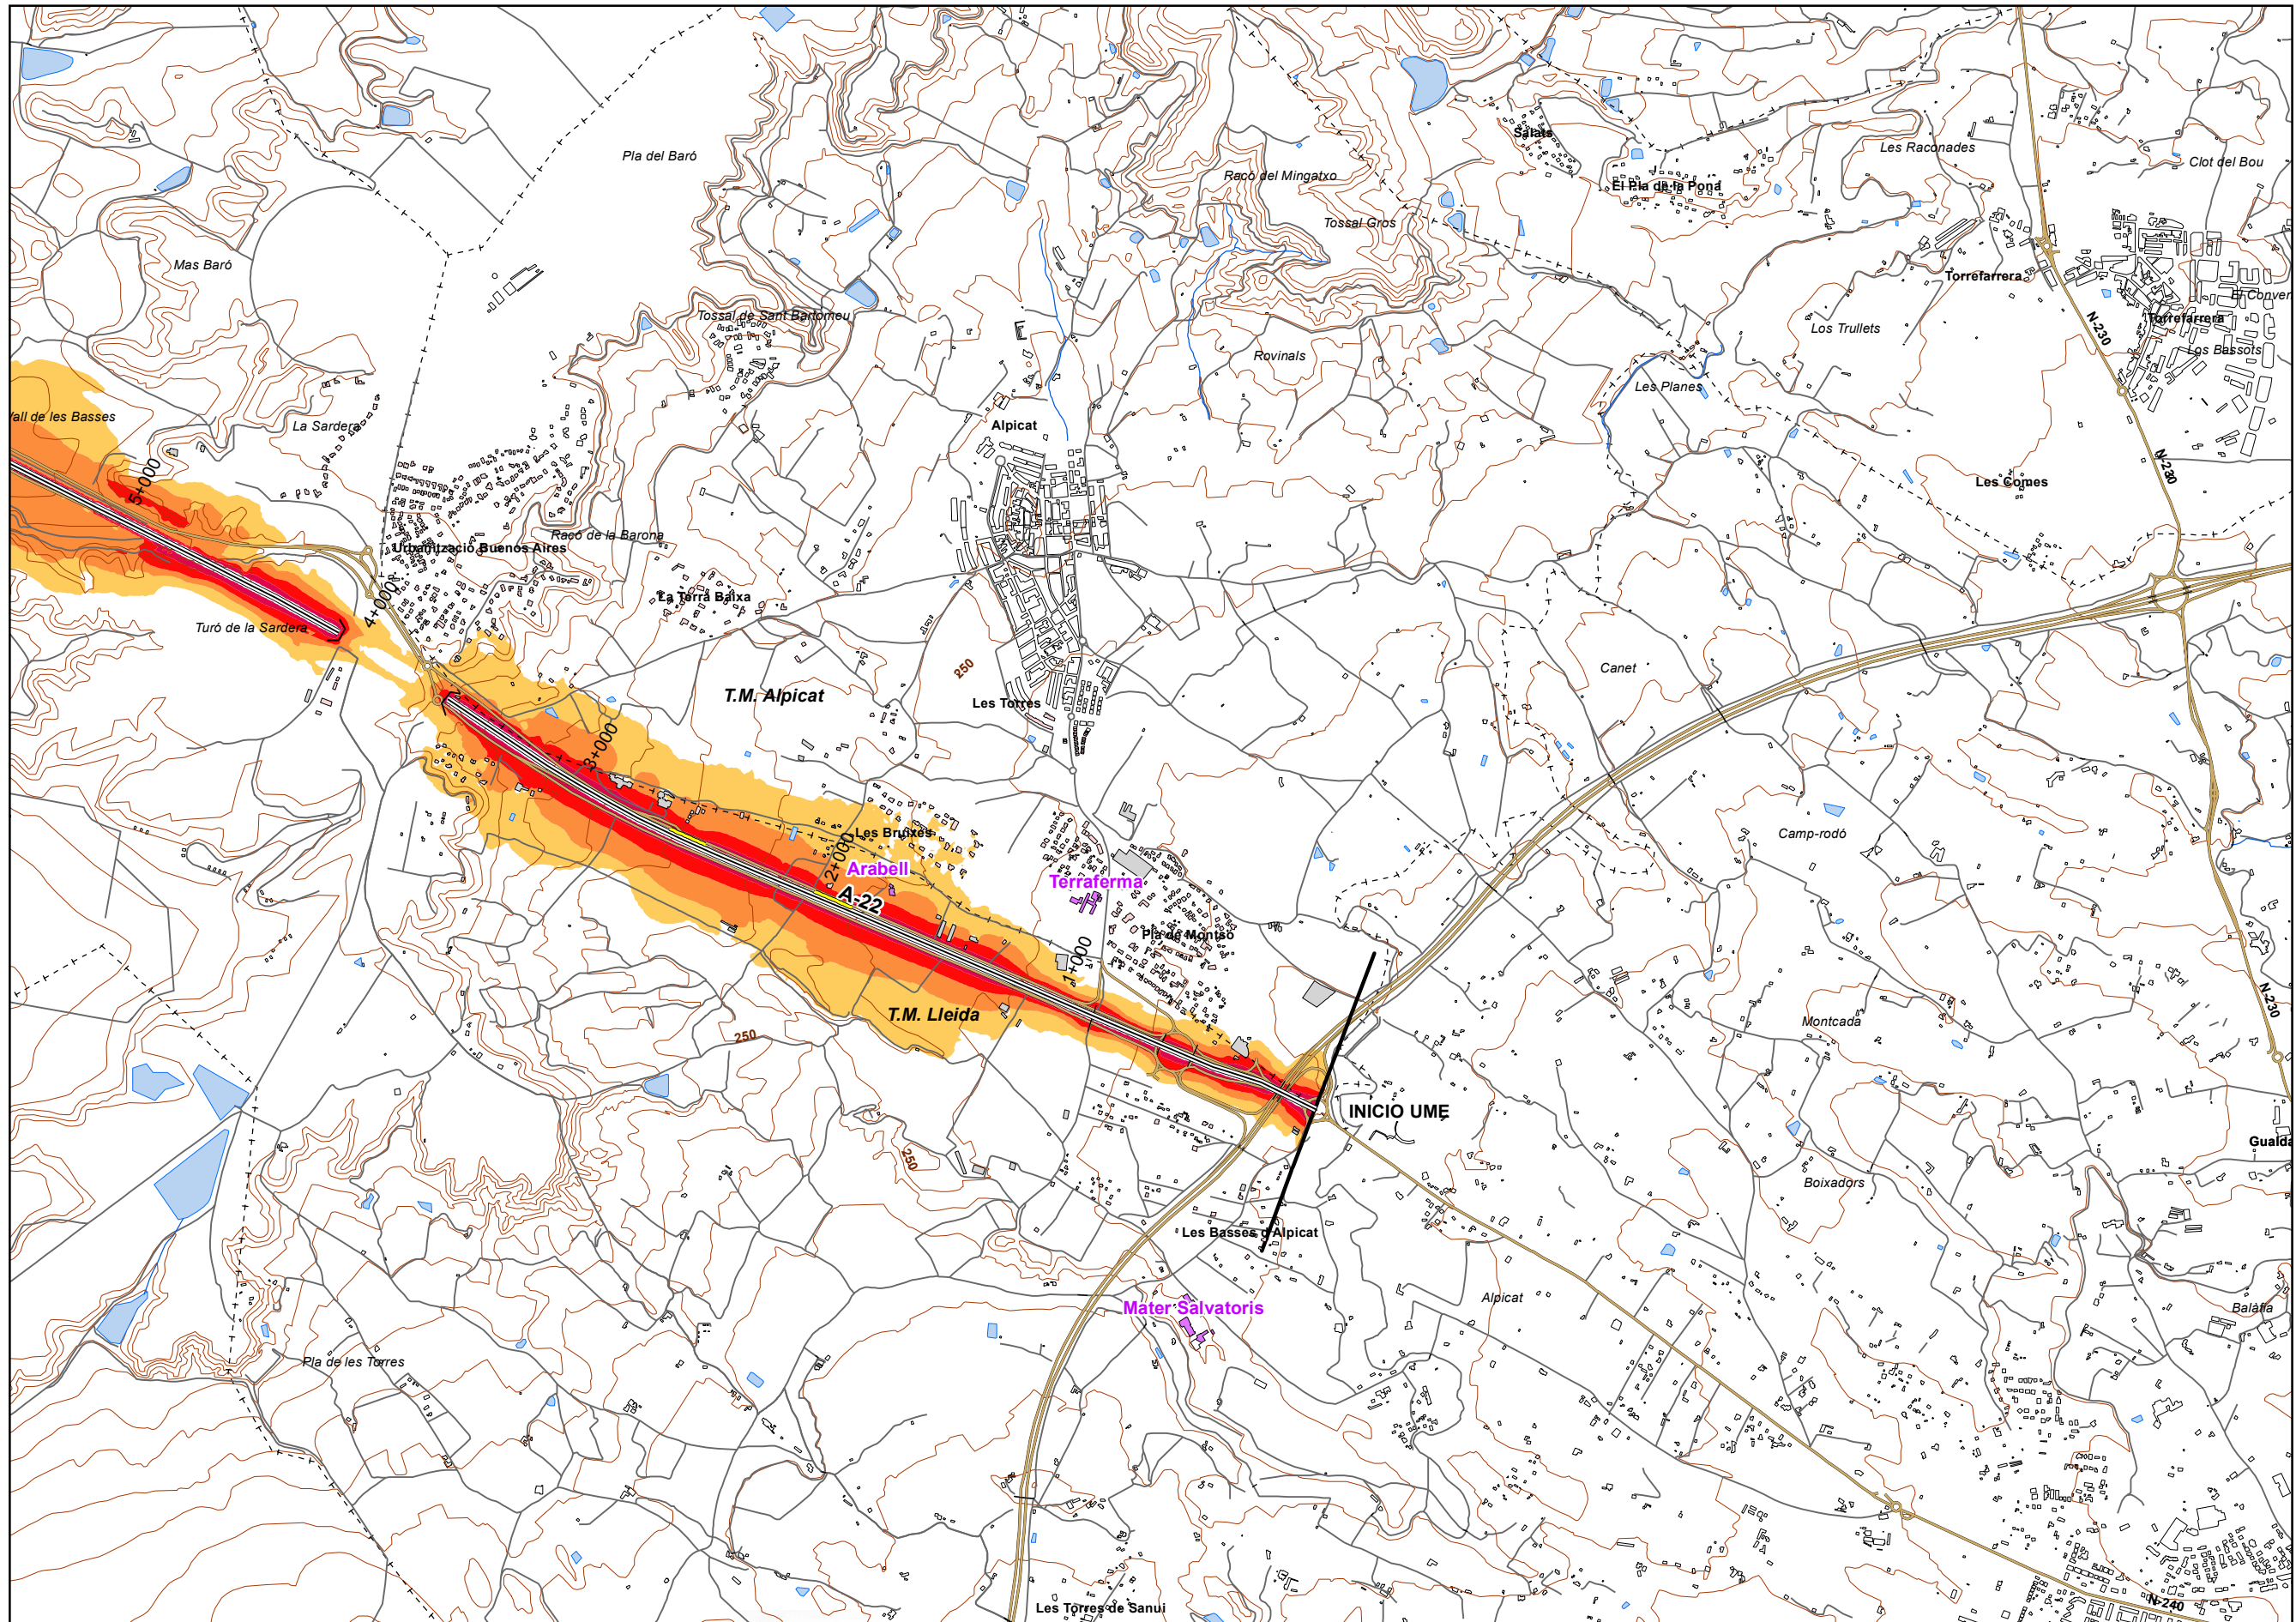 Salats
Les Raconades
Pla del Baró
Clot del Bou
Racó del Mingatxo
El Pla de la Pona
Tossal Gros
Mas Baró
Torrefarrera
El Conven
Tossal de Sant Bartomeu
Torrefarrera
Los Trullets
N-230
Los Bassots
Rovinals
Les Planes
Vall de les Basses
La Sardera
Alpicat
N-230
5+000
Les Comes
Racó de la Barona
Urbanització Buenos Aires
La Terra Baixa
4+000
Turó de la Sardera
250
Canet
T.M. Alpicat
Les Torres
3+000
Les Bruixes
Camp-rodó
2+000
Arabell
Terraferma
A-22
Pla de Montsó
1+000
N-230
T.M. Lleida
Montcada
250
INICIO UME
Gualda
250
Boixadors
Les Basses d'Alpicat
Alpicat
Mater Salvatoris
Balàfia
Pla de les Torres
N-240
Les Torres de Sanui